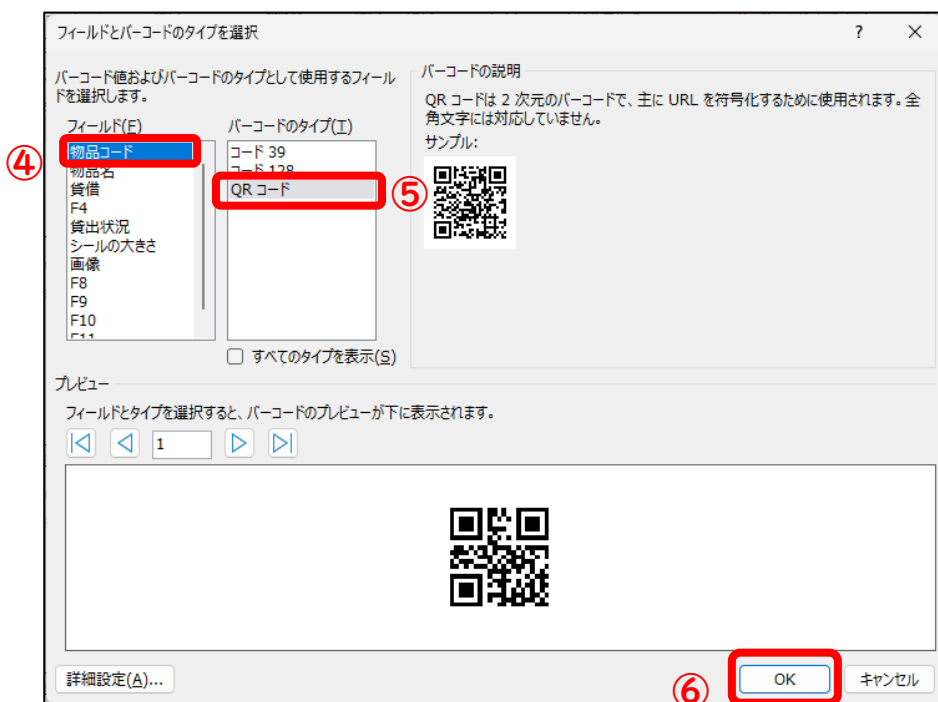 フィールドとバーコードのタイプを選択 ? ×
バーコード値およびバーコードのタイプとして使用するフィール
ドを選択します。
フィールド(F)
④
物品コード
物品名
貸借
F4
貸出状況
シールの大きさ
画像
F8
F9
F10
F11
バーコードのタイプ(T)
コード 39
コード 128
QR コード
⑤
すべてのタイプを表示(S)
バーコードの説明
QR コードは 2 次元のバーコードで、主に URL を符号化するために使用されます。全
角文字には対応していません。
サンプル:
プレビュー
フィールドとタイプを選択すると、バーコードのプレビューが下に表示されます。
1
詳細設定(A)...
⑥
OK
キャンセル